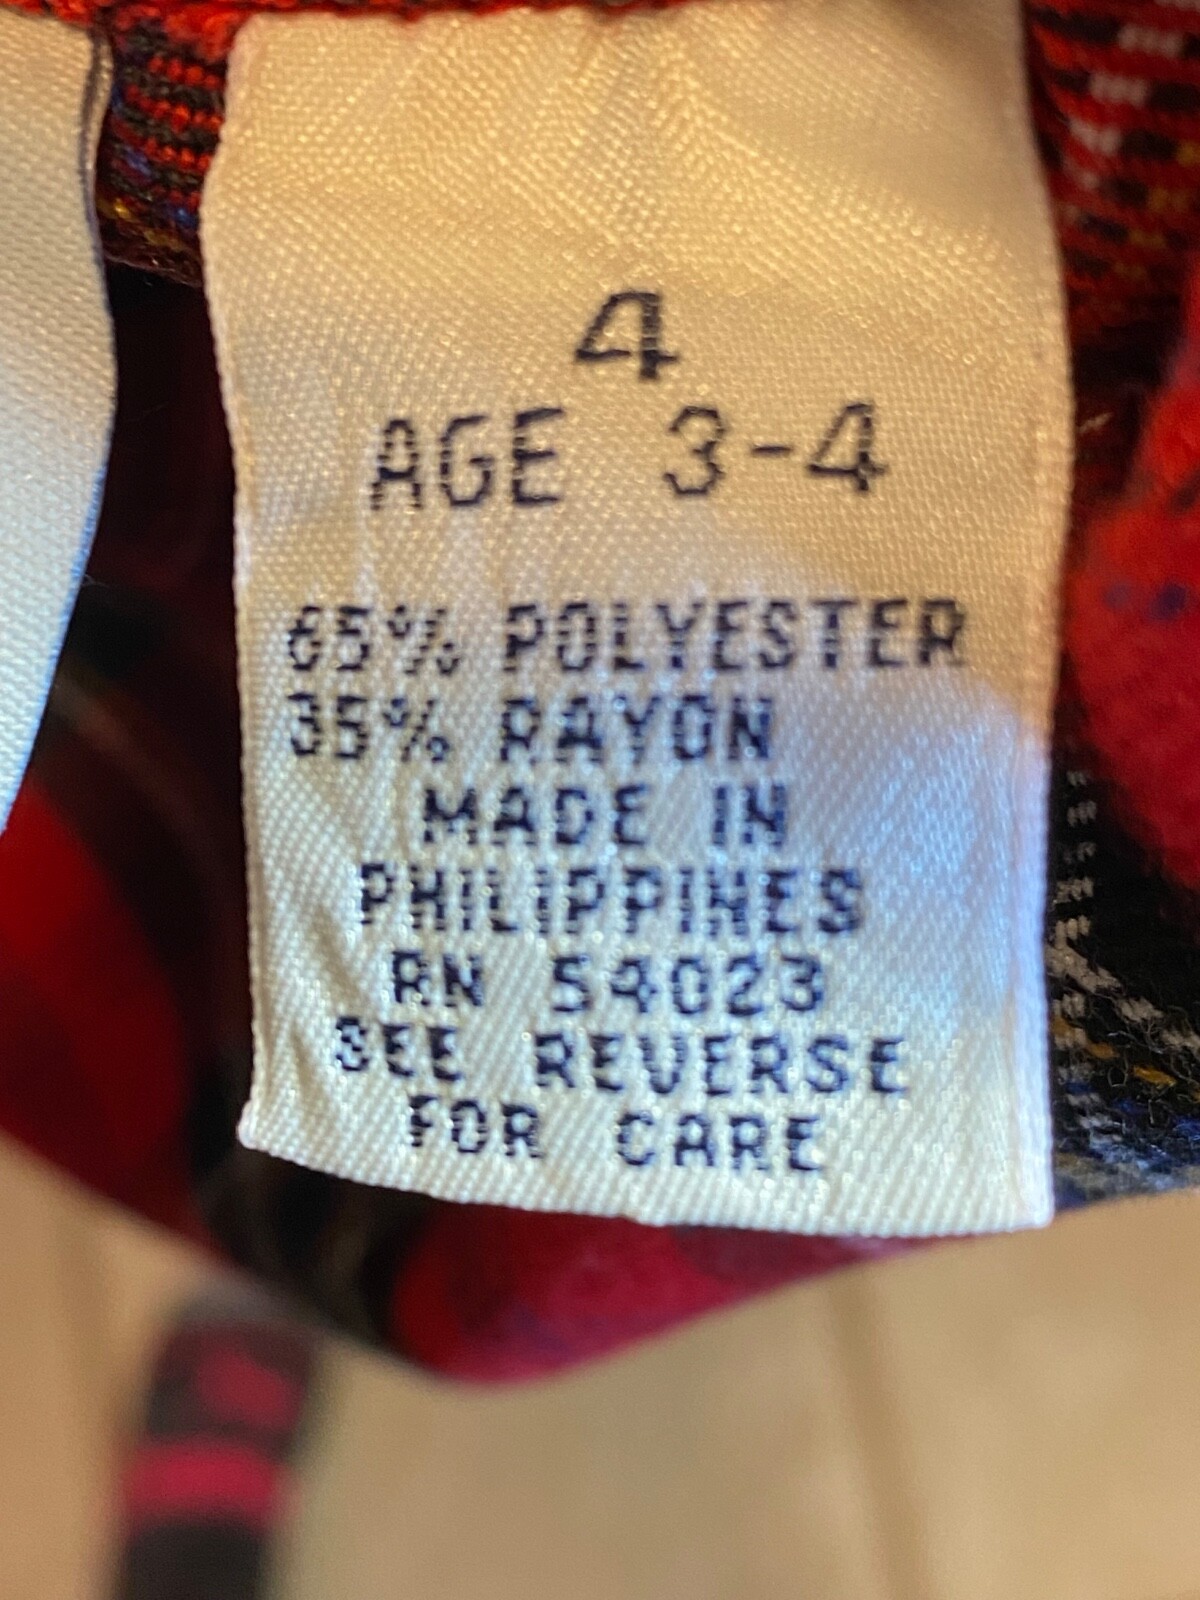 4
AGE 3-4
65% POLYESTER
35% RAYON
MADE IN
PHILIPPINES
RN 54023
SEE REVERSE
FOR CARE